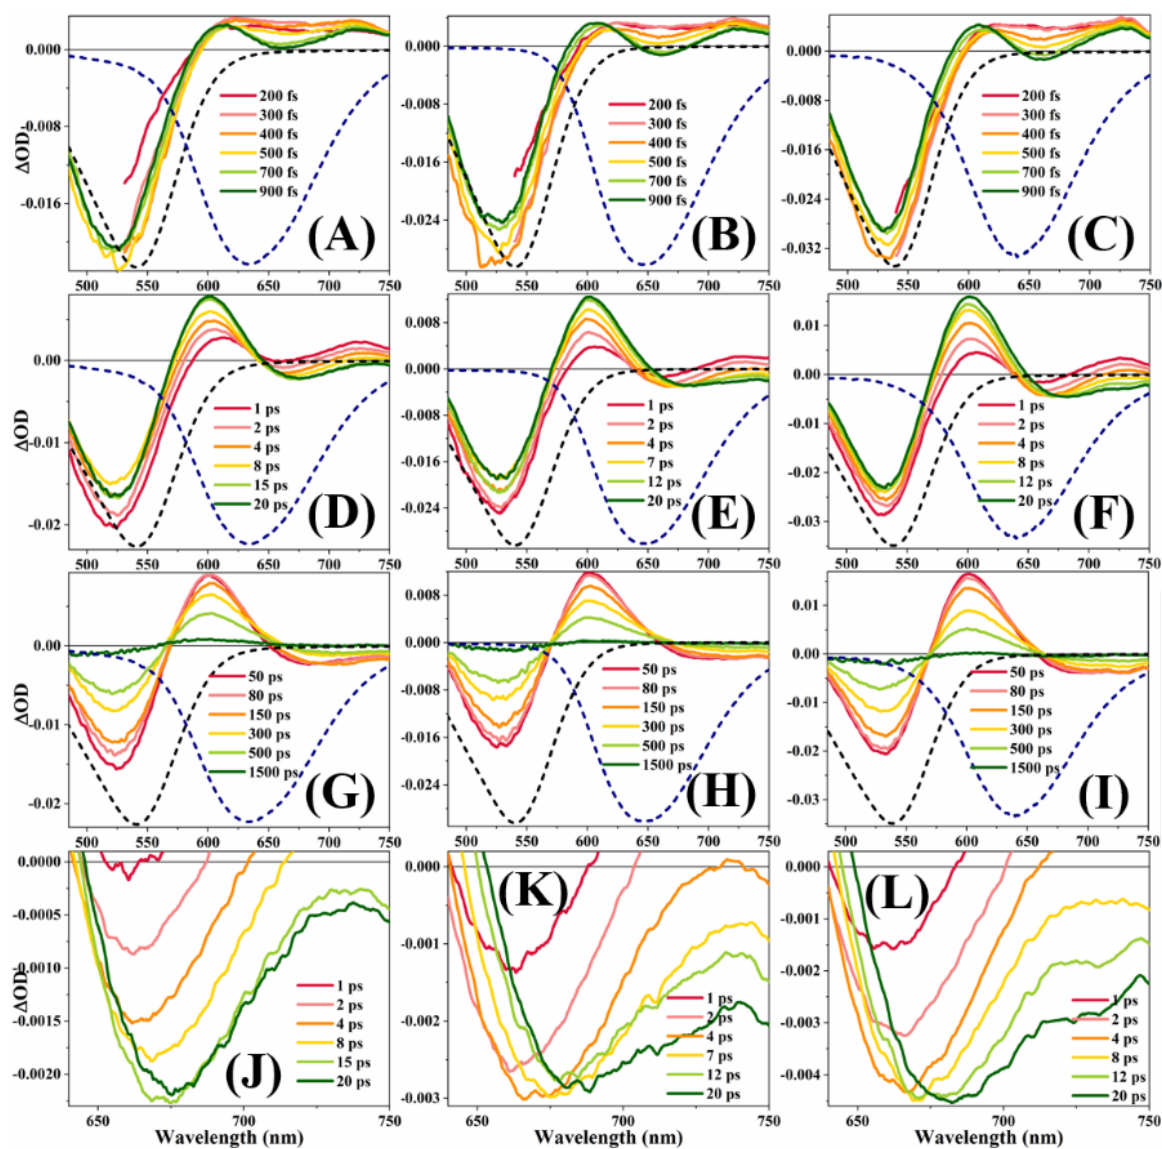 ΔOD
0.000
-0.008
-0.016
200 fs
300 fs
400 fs
500 fs
700 fs
900 fs
(A)
500 550 600 650 700 750
0.000
-0.008
-0.016
-0.024
200 fs
300 fs
400 fs
500 fs
700 fs
900 fs
(B)
500 550 600 650 700 750
0.000
-0.008
-0.016
-0.024
-0.032
200 fs
300 fs
400 fs
500 fs
700 fs
900 fs
(C)
500 550 600 650 700 750
ΔOD
0.00
-0.01
-0.02
1 ps
2 ps
4 ps
8 ps
15 ps
20 ps
(D)
500 550 600 650 700 750
0.008
0.000
-0.008
-0.016
-0.024
1 ps
2 ps
4 ps
7 ps
12 ps
20 ps
(E)
500 550 600 650 700 750
0.01
0.00
-0.01
-0.02
-0.03
1 ps
2 ps
4 ps
8 ps
12 ps
20 ps
(F)
500 550 600 650 700 750
ΔOD
0.00
-0.01
-0.02
50 ps
80 ps
150 ps
300 ps
500 ps
1500 ps
(G)
500 550 600 650 700 750
0.008
0.000
-0.008
-0.016
-0.024
50 ps
80 ps
150 ps
300 ps
500 ps
1500 ps
(H)
500 550 600 650 700 750
0.01
0.00
-0.01
-0.02
-0.03
50 ps
80 ps
150 ps
300 ps
500 ps
1500 ps
(I)
500 550 600 650 700 750
ΔOD
0.0000
-0.0005
-0.0010
-0.0015
-0.0020
1 ps
2 ps
4 ps
8 ps
15 ps
20 ps
(J)
650 700 750
Wavelength (nm)
0.000
-0.001
-0.002
-0.003
(K)
1 ps
2 ps
4 ps
7 ps
12 ps
20 ps
650 700 750
Wavelength (nm)
0.000
-0.001
-0.002
-0.003
-0.004
(L)
1 ps
2 ps
4 ps
8 ps
12 ps
20 ps
650 700 750
Wavelength (nm)